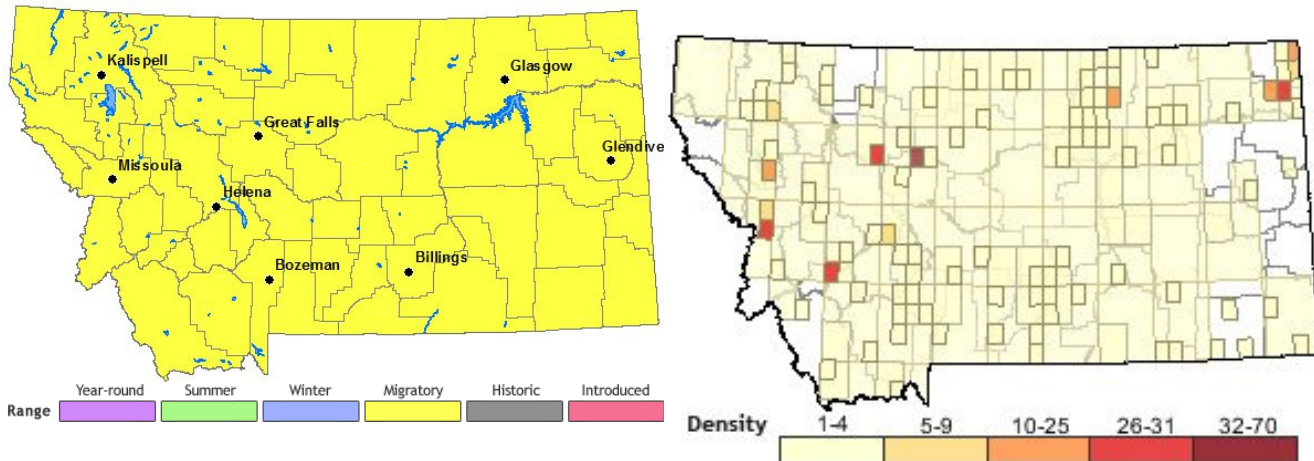 Kalispell
Glasgow
Great Falls
Glendive
Missoula
Helena
Bozeman
Billings
Year-round Summer Winter Migratory Historic Introduced
Range
Density 1-4 5-9 10-25 26-31 32-70